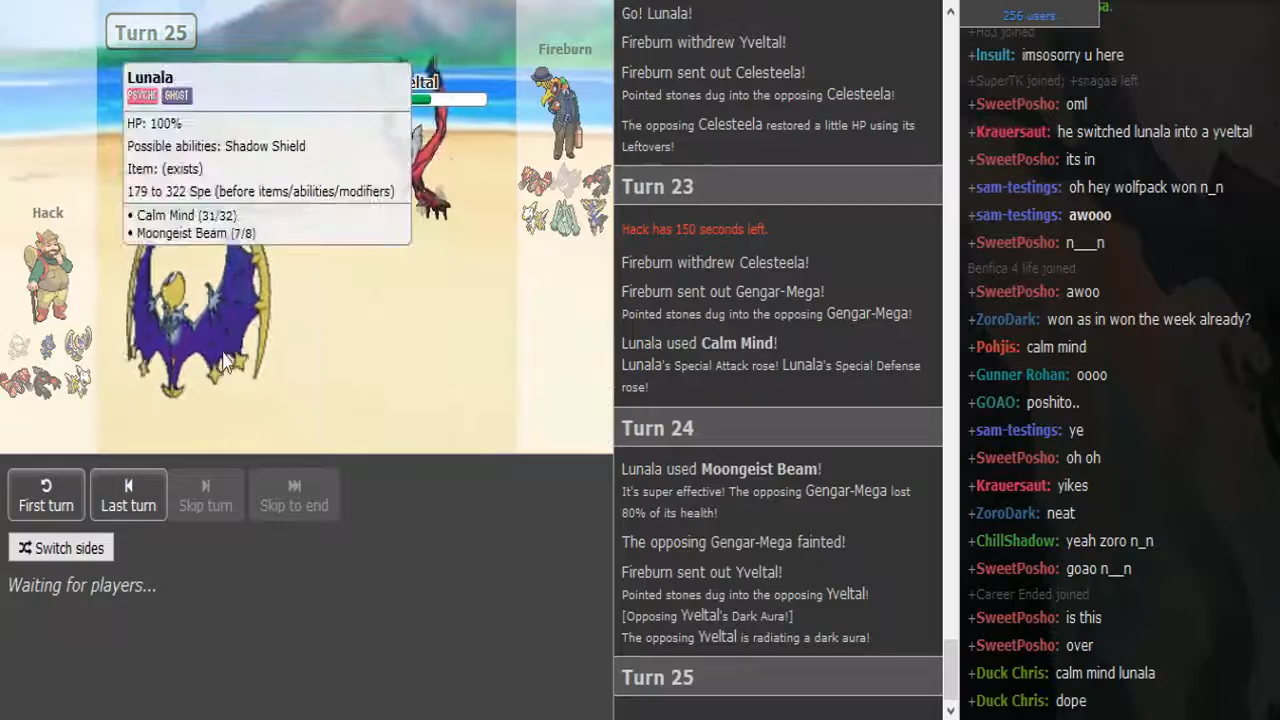 Turn 25
Lunala
PSYCHC GHOST
HP: 100%
Possible abilities: Shadow Shield
Item: (exists)
179 to 322 Spe (before items/abilities/modifiers)
• Calm Mind (31/32)
• Moongeist Beam (7/8)
eltal
Fireburn
Hack
First turn
Last turn
Skip turn
Skip to end
Switch sides
Waiting for players...
Go! Lunala!
Fireburn withdrew Yveltal!
Fireburn sent out Celesteela!
Pointed stones dug into the opposing Celesteela!
The opposing Celesteela restored a little HP using its
Leftovers!
Turn 23
Hack has 150 seconds left.
Fireburn withdrew Celesteela!
Fireburn sent out Gengar-Mega!
Pointed stones dug into the opposing Gengar-Mega!
Lunala used Calm Mind!
Lunala's Special Attack rose! Lunala's Special Defense
rose!
Turn 24
Lunala used Moongeist Beam!
It's super effective! The opposing Gengar-Mega lost
80% of its health!
The opposing Gengar-Mega fainted!
Fireburn sent out Yveltal!
Pointed stones dug into the opposing Yveltal!
[Opposing Yveltal's Dark Aura!]
The opposing Yveltal is radiating a dark aura!
Turn 25
256 users
+Ho3 joined
+Insult: imsosorry u here
+SuperTK joined; +snagaa left
+SweetPosho: oml
+Krauersaut: he switched lunala into a yveltal
+SweetPosho: its in
+sam-testings: oh hey wolfpack won n_n
+sam-testings: awooo
+SweetPosho: n___n
Benfica 4 life joined
+SweetPosho: awoo
+ZoroDark: won as in won the week already?
+Pohjis: calm mind
+Gunner Rohan: oooo
+GOAO: poshito..
+sam-testings: ye
+SweetPosho: oh oh
+Krauersaut: yikes
+ZoroDark: neat
+ChillShadow: yeah zoro n_n
+SweetPosho: goao n__n
+Career Ended joined
+SweetPosho: is this
+SweetPosho: over
+Duck Chris: calm mind lunala
+Duck Chris: dope